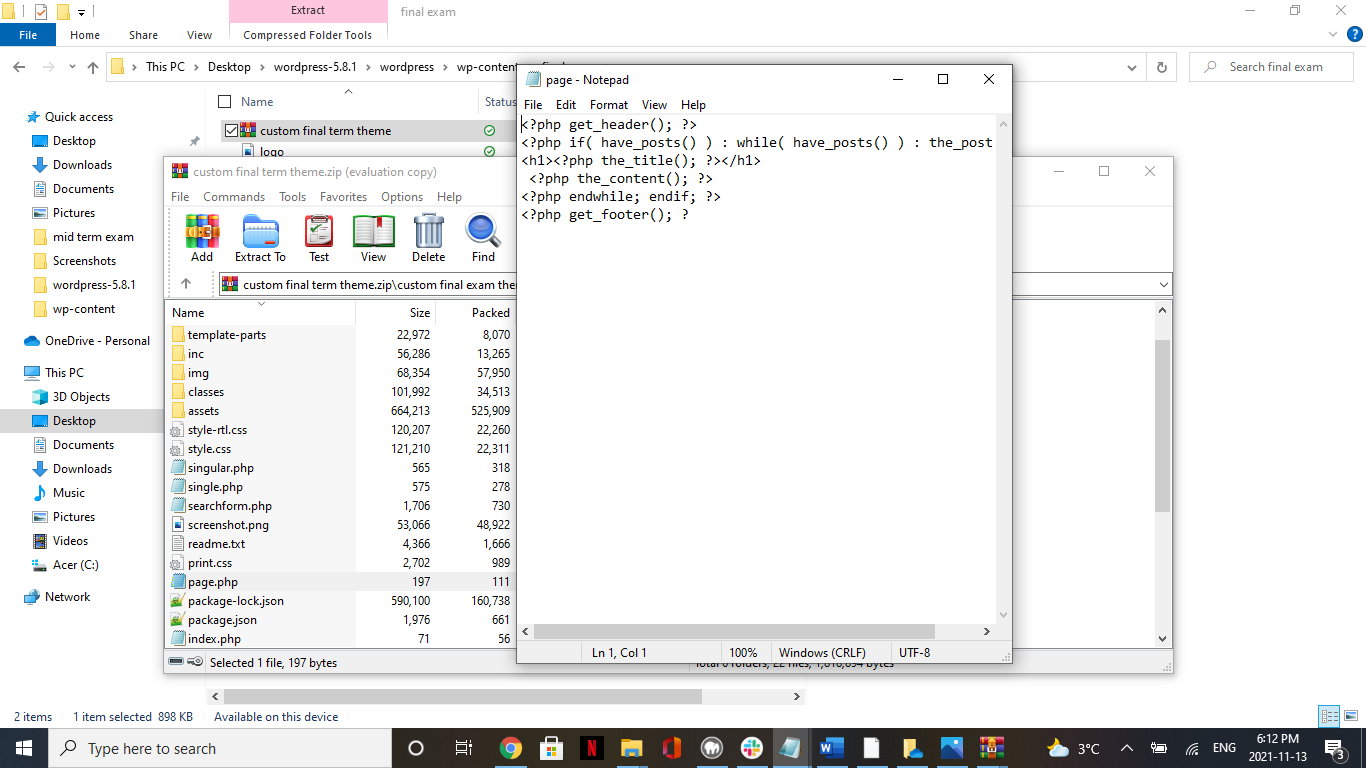 Extract
final exam
File
Home
Share
View
Compressed Folder Tools
This PC
Desktop
wordpress-5.8.1
wordpress
wp-content
Search final exam
Name
Status
custom final term theme
logo
Quick access
Desktop
Downloads
Documents
Pictures
mid term exam
Screenshots
wordpress-5.8.1
wp-content
OneDrive - Personal
This PC
3D Objects
Desktop
Documents
Downloads
Music
Pictures
Videos
Acer (C:)
Network
custom final term theme.zip (evaluation copy)
File Commands Tools Favorites Options Help
Add Extract To Test View Delete Find
custom final term theme.zip\custom final exam the
Name Size Packed
template-parts 22,972 8,070
inc 56,286 13,265
img 68,354 57,950
classes 101,992 34,513
assets 664,213 525,909
style-rtl.css 120,207 22,260
style.css 121,210 22,311
singular.php 565 318
single.php 575 278
searchform.php 1,706 730
screenshot.png 53,066 48,922
readme.txt 4,366 1,666
print.css 2,702 989
page.php 197 111
package-lock.json 590,100 160,738
package.json 1,976 661
index.php 71 56
Selected 1 file, 197 bytes
page - Notepad
File Edit Format View Help
<?php get_header(); ?>
<?php if( have_posts() ) : while( have_posts() ) : the_post
<h1><?php the_title(); ?></h1>
<?php the_content(); ?>
<?php endwhile; endif; ?>
<?php get_footer(); ?
Ln 1, Col 1
100%
Windows (CRLF)
UTF-8
2 items
1 item selected 898 KB
Available on this device
Type here to search
3°C
ENG
6:12 PM
2021-11-13
3